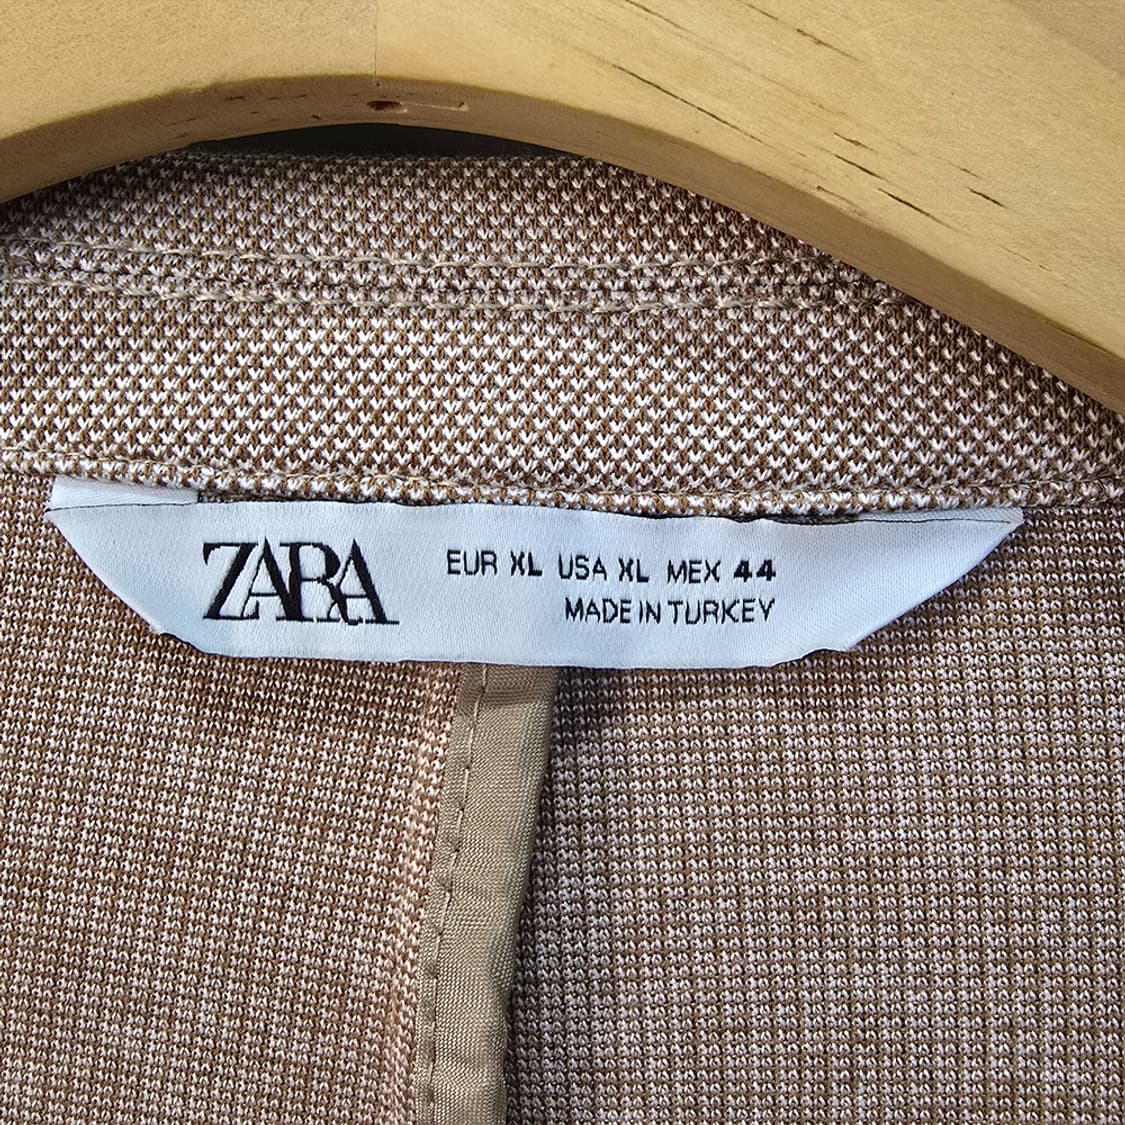 ZARA
EUR XL USA XL MEX 44
MADE IN TURKEY